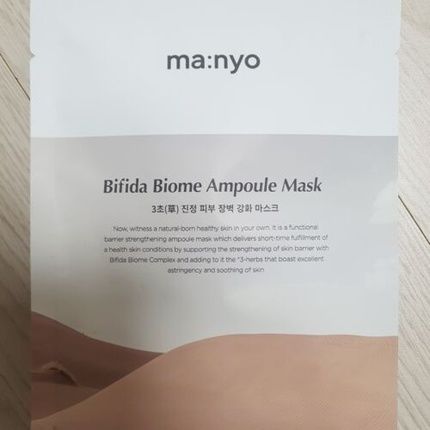 ma:nyo
Bifida Biome Ampoule Mask
3초(草) 진정 피부 장벽 강화 마스크
Now, witness a natural-born healthy skin in your own. It is a functional
barrier strengthening ampoule mask which delivers short-time fulfillment of
a health skin conditions by supporting the strengthening of skin barrier with
Bifida Biome Complex and adding to it the "3-herbs that boast excellent
astringency and soothing of skin